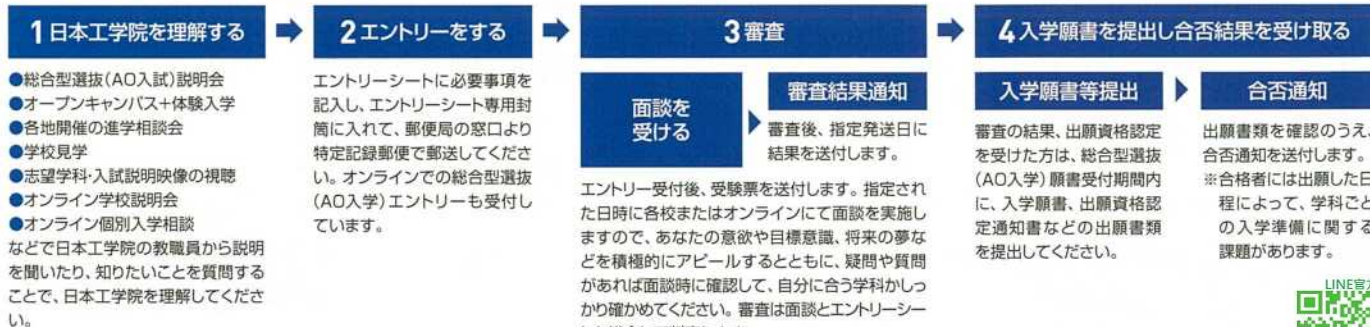 1 日本工学院を理解する
●総合型選抜(AO入試)説明会
●オープンキャンパス+体験入学
●各地開催の進学相談会
●学校見学
●志望学科・入試説明映像の視聴
●オンライン学校説明会
●オンライン個別入学相談
などで日本工学院の教職員から説明
を聞いたり、知りたいことを質問する
ことで、日本工学院を理解してくださ
い。
2 エントリーをする
エントリーシートに必要事項を
記入し、エントリーシート専用封
筒に入れて、郵便局の窓口より
特定記録郵便で郵送してくださ
い。オンラインでの総合型選抜
(AO入学)エントリーも受付し
ています。
3 審査
面談を
受ける
審査結果通知
審査後、指定発送日に
結果を送付します。
エントリー受付後、受験票を送付します。指定され
た日時に各校またはオンラインにて面談を実施し
ますので、あなたの意欲や目標意識、将来の夢な
どを積極的にアピールするとともに、疑問や質問
があれば面談時に確認して、自分に合う学科かしっ
かり確かめてください。審査は面談とエントリーシー
4 入学願書を提出し合否結果を受け取る
入学願書等提出
審査の結果、出願資格認定
を受けた方は、総合型選抜
(AO入学)願書受付期間内
に、入学願書、出願資格認
定通知書などの出願書類
を提出してください。
合否通知
出願書類を確認のうえ、
合否通知を送付します。
※合格者には出願した日
程によって、学科ごと
の入学準備に関する
課題があります。
LINE官